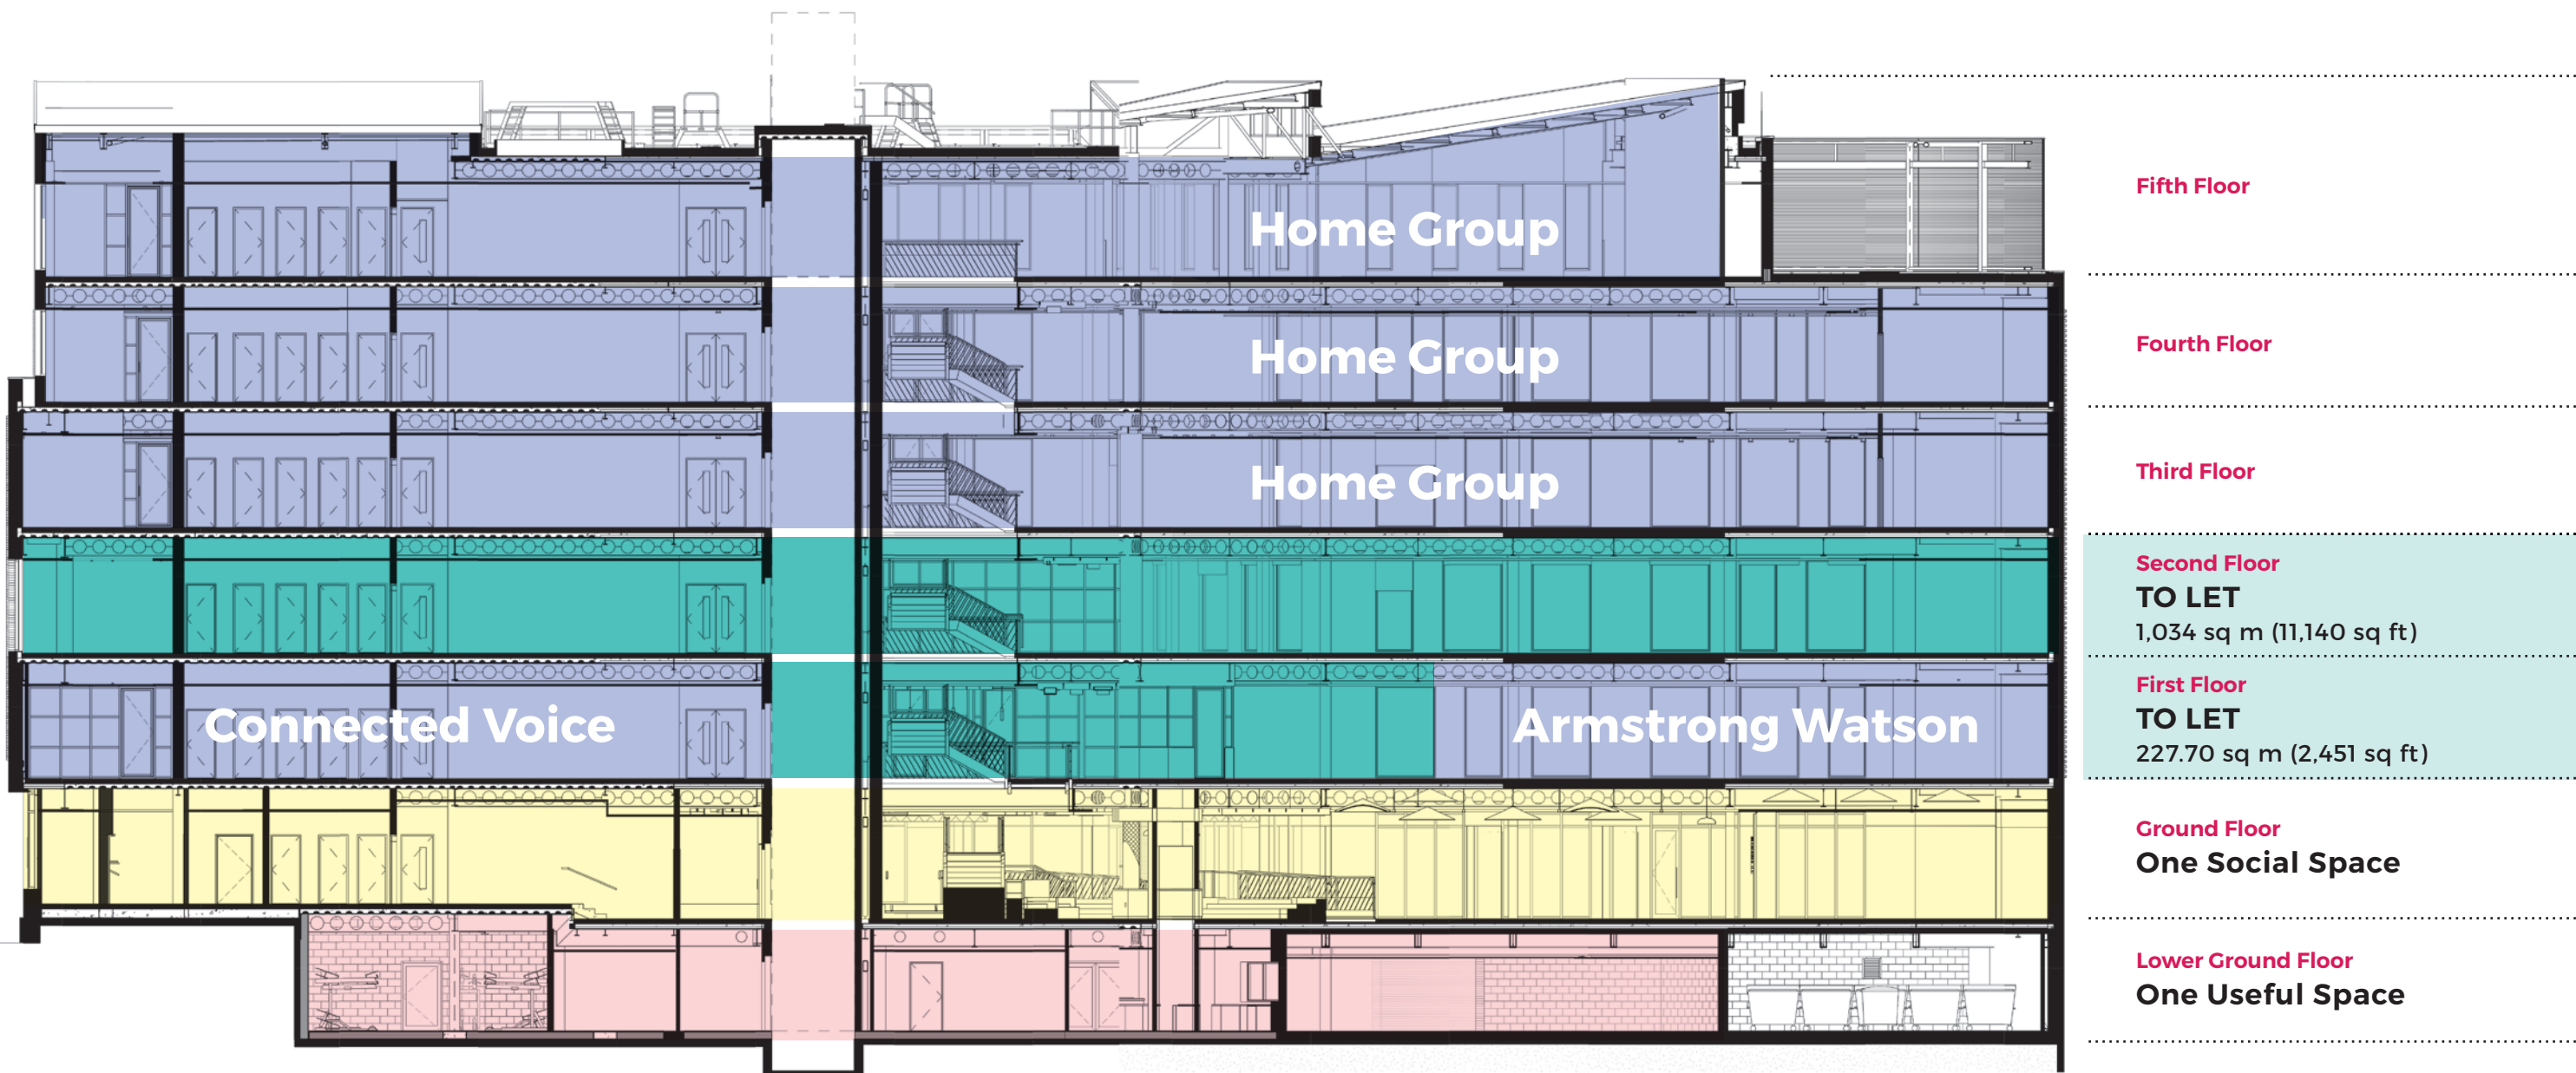 Home Group
Fifth Floor
Home Group
Fourth Floor
Home Group
Third Floor
Second Floor
TO LET
1,034 sq m (11,140 sq ft)
Connected Voice
Armstrong Watson
First Floor
TO LET
227.70 sq m (2,451 sq ft)
Ground Floor
One Social Space
Lower Ground Floor
One Useful Space